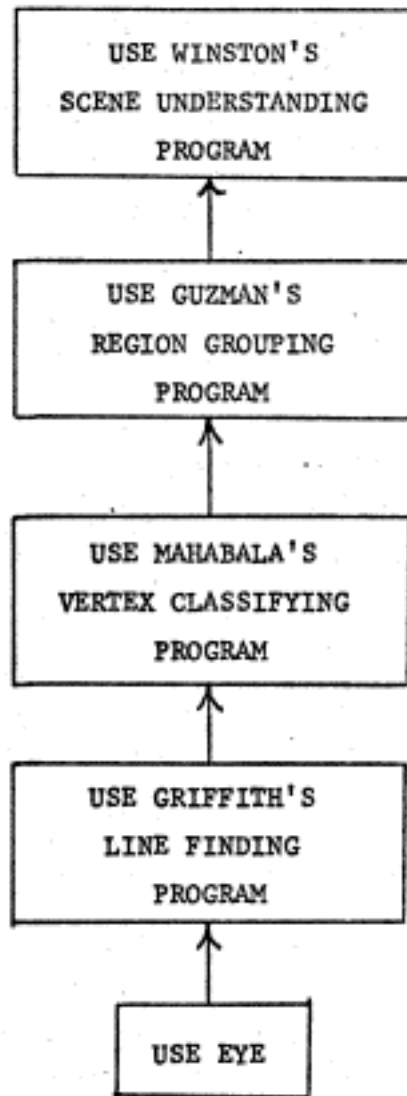 USE WINSTON'S
SCENE UNDERSTANDING
PROGRAM
USE GUZMAN'S
REGION GROUPING
PROGRAM
USE MAHABALA'S
VERTEX CLASSIFYING
PROGRAM
USE GRIFFITH'S
LINE FINDING
PROGRAM
USE EYE